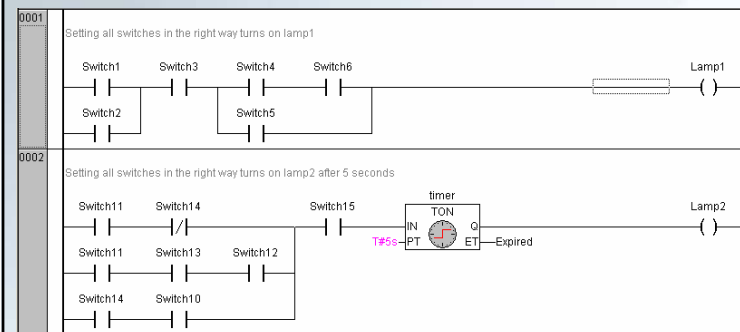 0001
Setting all switches in the right way turns on lamp1
Switch1 Switch3 Switch4 Switch6 Lamp1
Switch2 Switch5
0002
Setting all switches in the right way turns on lamp2 after 5 seconds
timer
Switch11 Switch14 Switch15 TON Lamp2
IN Q
T#5s PT ET Expired
Switch11 Switch13 Switch12
Switch14 Switch10